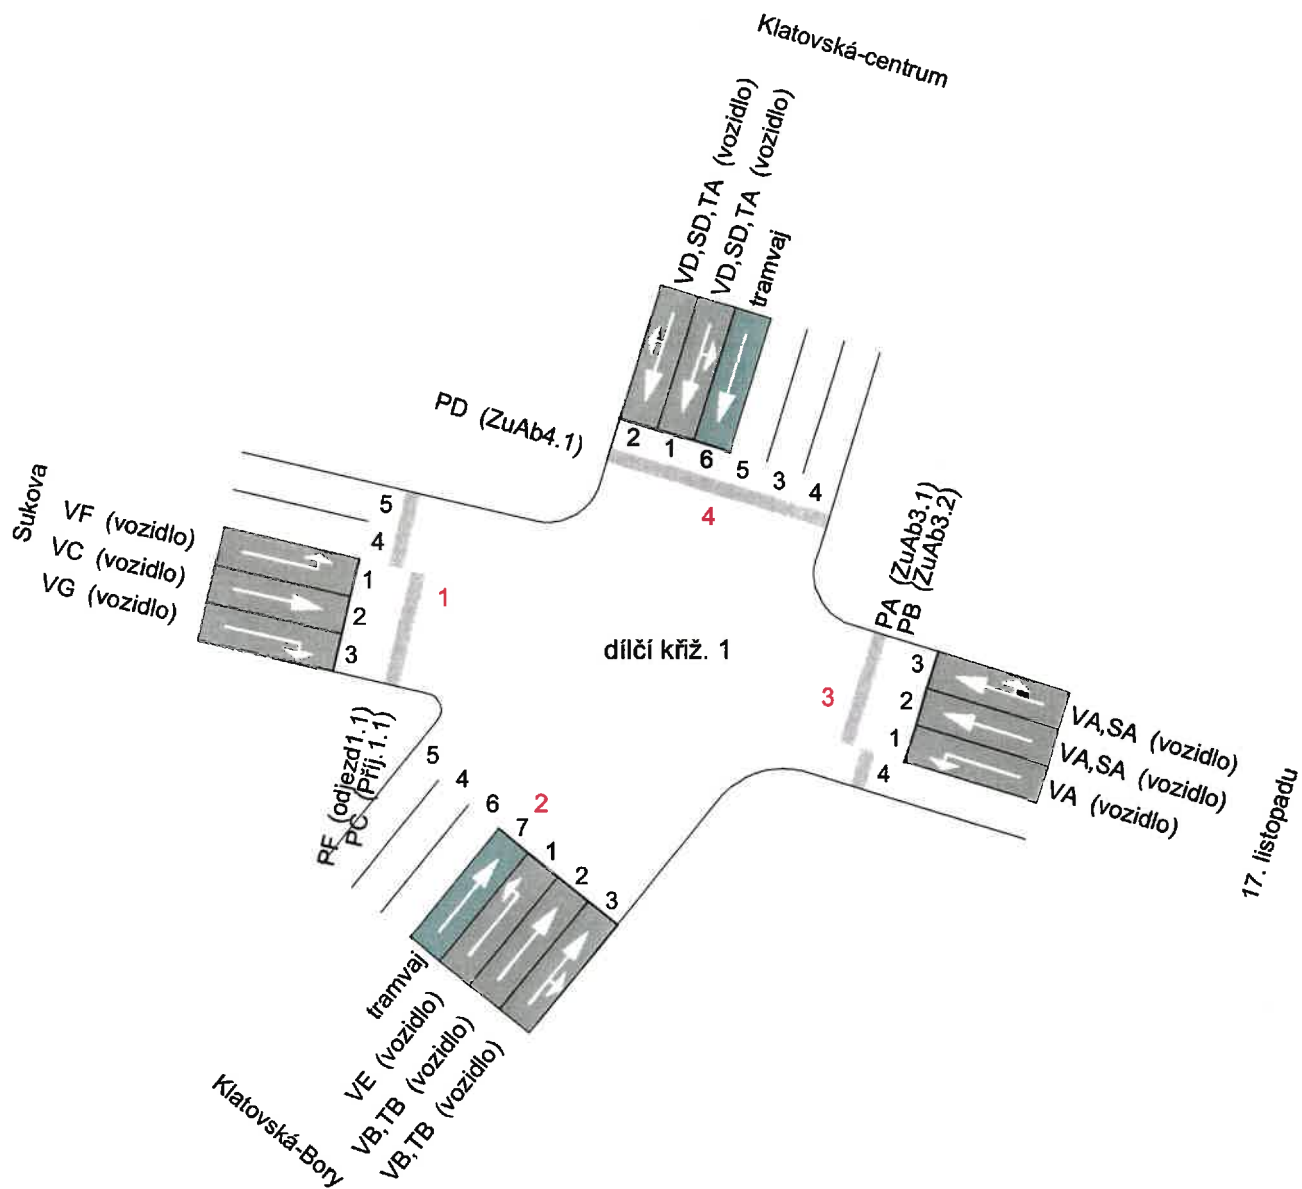 Klatovská-centrum
VD,SD,TA (vozidlo)
VD,SD,TA (vozidlo)
tramvaj
PD (ZuAb4.1)
2
1
6
5
3
4
4
Sukova
VF (vozidlo)
VC (vozidlo)
VG (vozidlo)
5
4
1
2
3
1
dílčí křiž. 1
PA (ZuAb3.1)
PB (ZuAb3.2)
3
3
2
1
4
VA,SA (vozidlo)
VA,SA (vozidlo)
VA (vozidlo)
17. listopadu
PF (odjezd1.1)
PC (Příj.1.1)
5
4
6
7
1
2
3
2
tramvaj
VE (vozidlo)
VB,TB (vozidlo)
VB,TB (vozidlo)
Klatovská-Bory